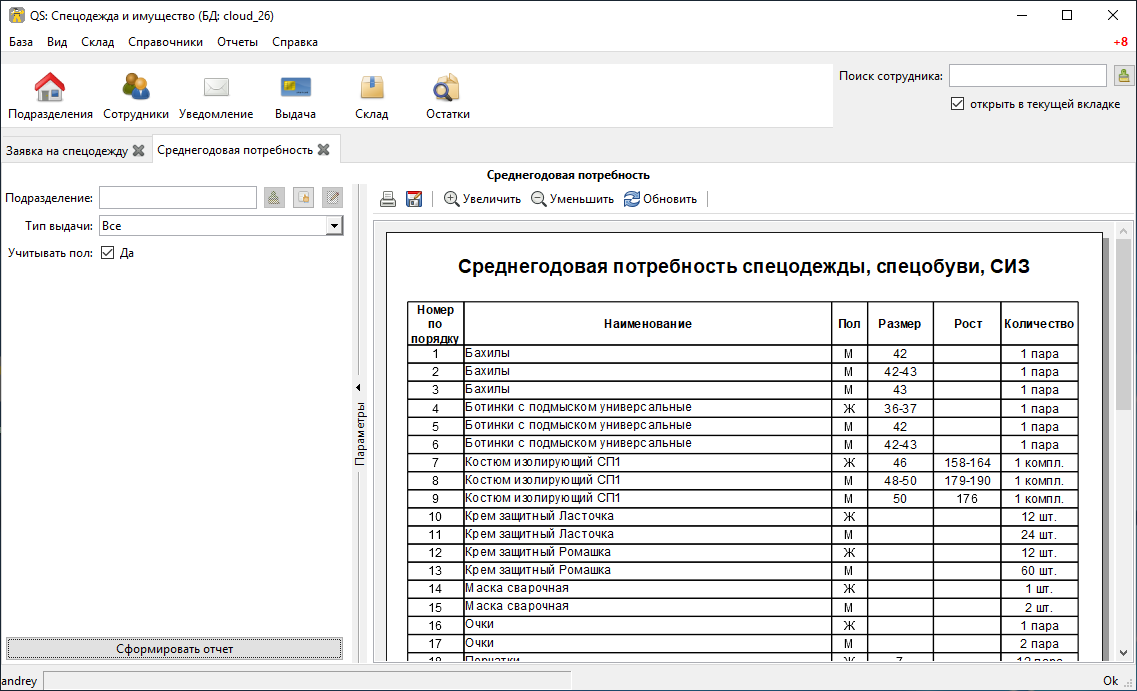 QS: Спецодежда и имущество (БД: cloud_26)
База Вид Склад Справочники Отчеты Справка +8
Подразделения Сотрудники Уведомление Выдача Склад Остатки
Поиск сотрудника:
открыть в текущей вкладке
Заявка на спецодежду Среднегодовая потребность
Среднегодовая потребность
Подразделение:
Тип выдачи: Все
Учитывать пол: Да
Сформировать отчет
Параметры
Увеличить Уменьшить Обновить
Среднегодовая потребность спецодежды, спецобуви, СИЗ
Номер по порядку Наименование Пол Размер Рост Количество
1 Бахилы М 42 1 пара
2 Бахилы М 42-43 1 пара
3 Бахилы М 43 1 пара
4 Ботинки с подмыском универсальные Ж 36-37 1 пара
5 Ботинки с подмыском универсальные М 42 1 пара
6 Ботинки с подмыском универсальные М 42-43 1 пара
7 Костюм изолирующий СП1 Ж 46 158-164 1 компл.
8 Костюм изолирующий СП1 М 48-50 179-190 1 компл.
9 Костюм изолирующий СП1 М 50 176 1 компл.
10 Крем защитный Ласточка Ж 12 шт.
11 Крем защитный Ласточка М 24 шт.
12 Крем защитный Ромашка Ж 12 шт.
13 Крем защитный Ромашка М 60 шт.
14 Маска сварочная Ж 1 шт.
15 Маска сварочная М 2 шт.
16 Очки Ж 1 пара
17 Очки М 2 пара
18 Перчатки Ж 7 12 пара
andrey Ok